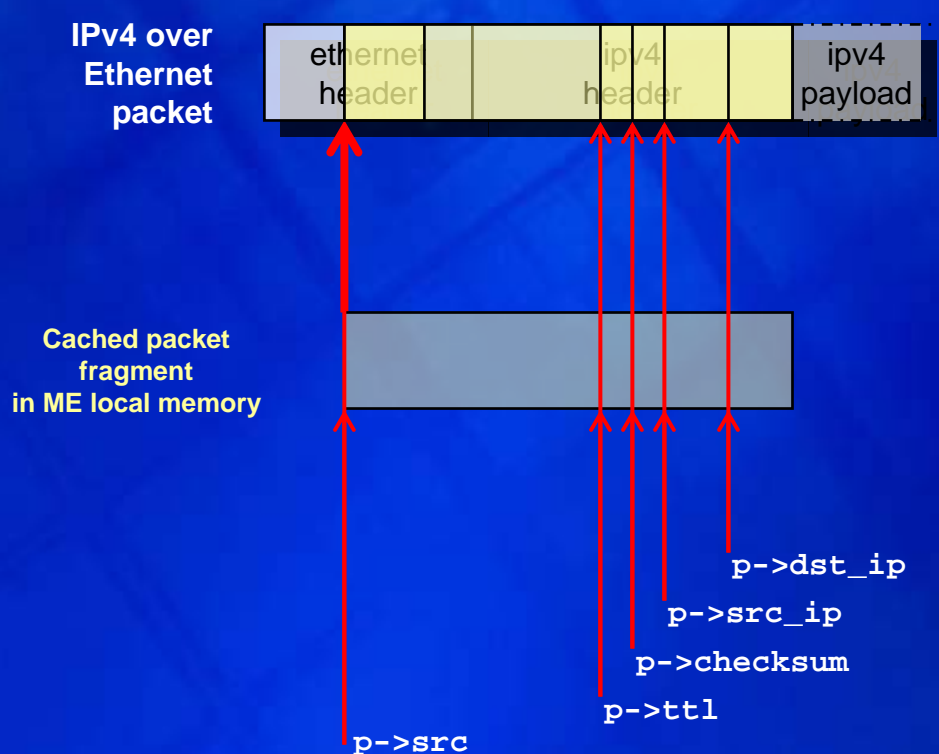 IPv4 over
Ethernet
packet
ethernet
header
ipv4
header
ipv4
payload
Cached packet
fragment
in ME local memory
p->dst_ip
p->src_ip
p->checksum
p->ttl
p->src